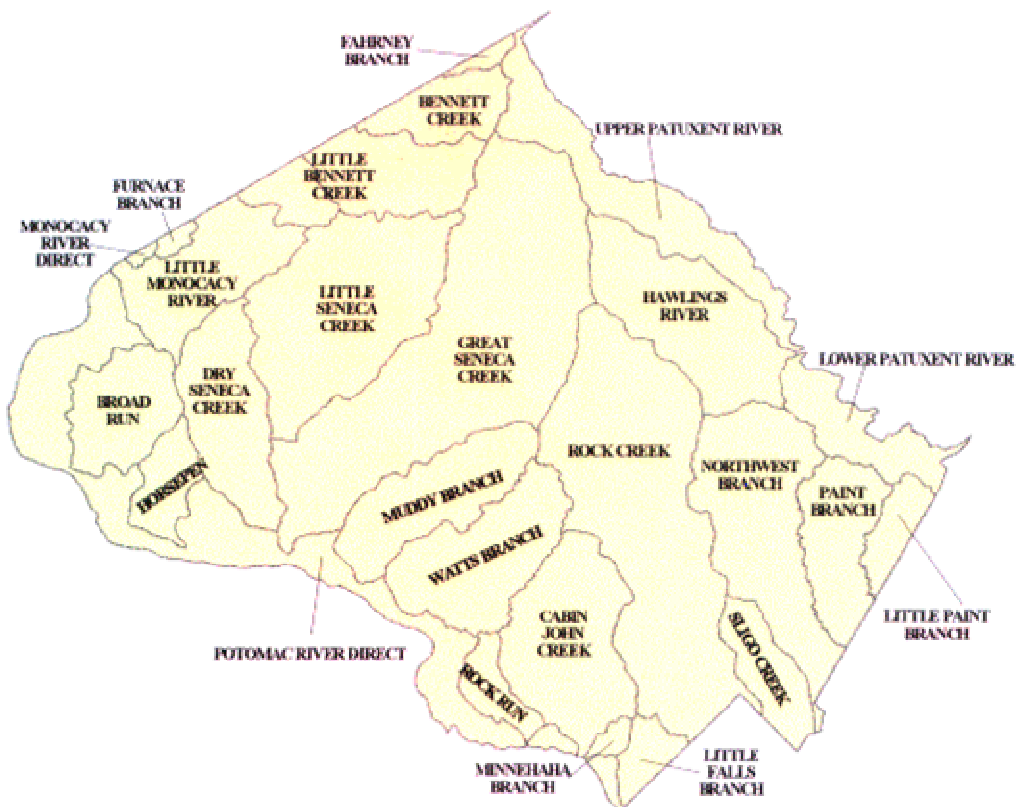 FAHRNEY
BRANCH
BENNETT
CREEK
UPPER PATUXENT RIVER
LITTLE
BENNETT
CREEK
FURNACE
BRANCH
MONOCACY
RIVER
DIRECT
LITTLE
MONOCACY
RIVER
LITTLE
SENECA
CREEK
HAWLINGS
RIVER
GREAT
SENECA
CREEK
LOWER PATUXENT RIVER
DRY
SENECA
CREEK
BROAD
RUN
ROCK CREEK
NORTHWEST
BRANCH
HORSEPEN
MUDDY BRANCH
PAINT
BRANCH
WATTS BRANCH
LITTLE PAINT
BRANCH
CABIN
JOHN
CREEK
SLIGO CREEK
POTOMAC RIVER DIRECT
ROCK RUN
MINNEHAHA
BRANCH
LITTLE
FALLS
BRANCH